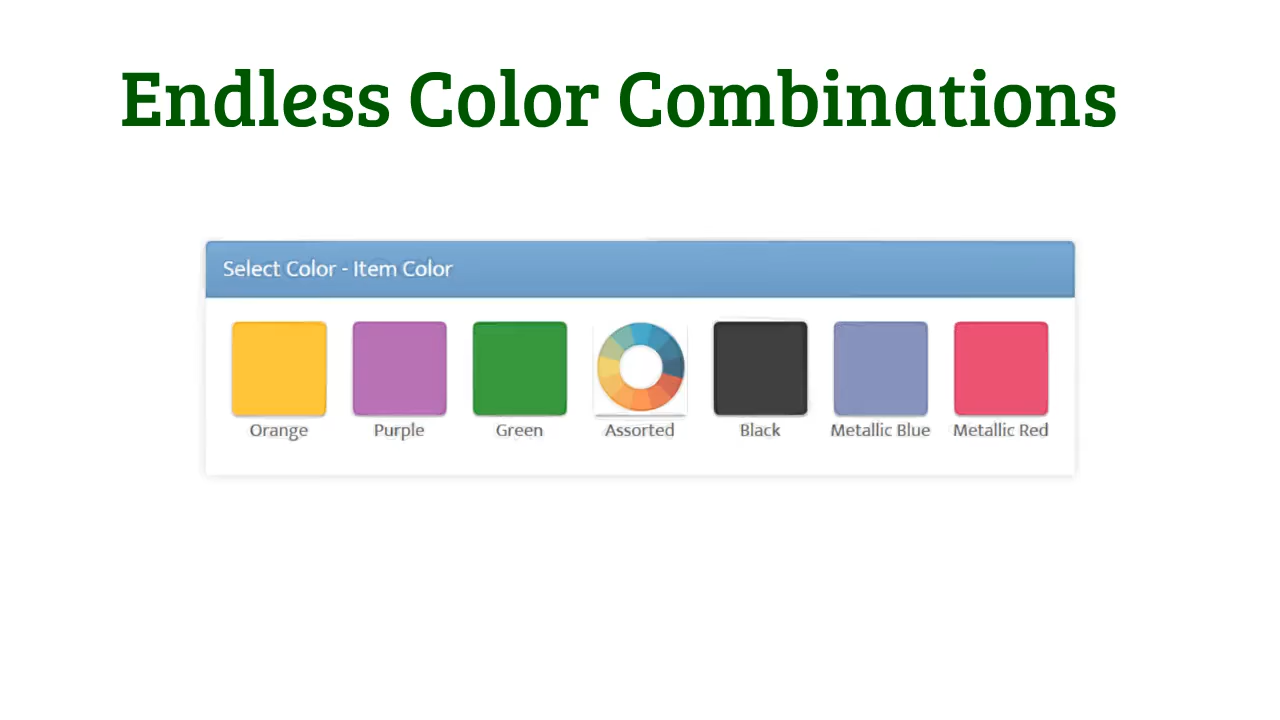 Endless Color Combinations
Select Color - Item Color
Orange Purple Green Assorted Black Metallic Blue Metallic Red